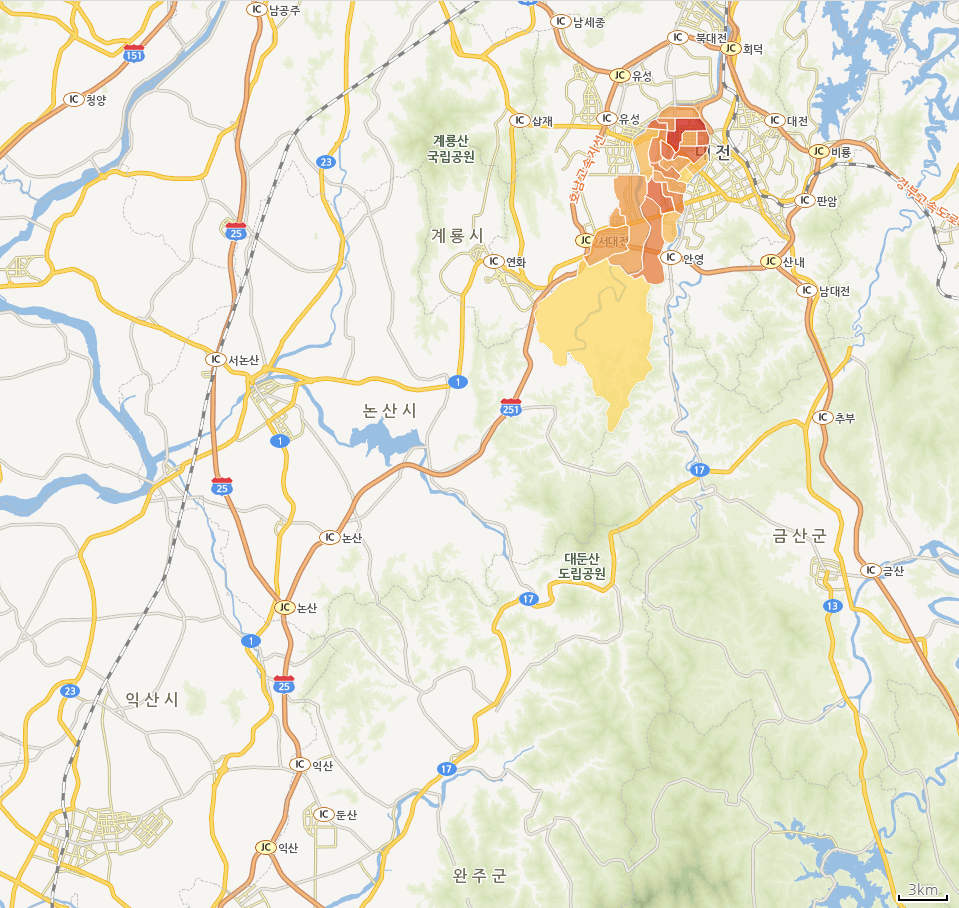 IC 남공주
IC 남세종
IC 북대전
JC 회덕
151
JC 유성
IC 청양
IC 삼재
IC 유성
IC 대전
계룡산
국립공원
23
호남고속지선
대전
JC 비룡
경부고속도로
IC 판암
25
계룡시
JC 서대전
IC 연화
IC 안영
JC 산내
IC 남대전
IC 서논산
1
251
논산시
IC 추부
1
17
25
IC 논산
금산군
대둔산
도립공원
IC 금산
17
JC 논산
13
1
25
23
익산시
IC 익산
17
IC 둔산
JC 익산
완주군
3km